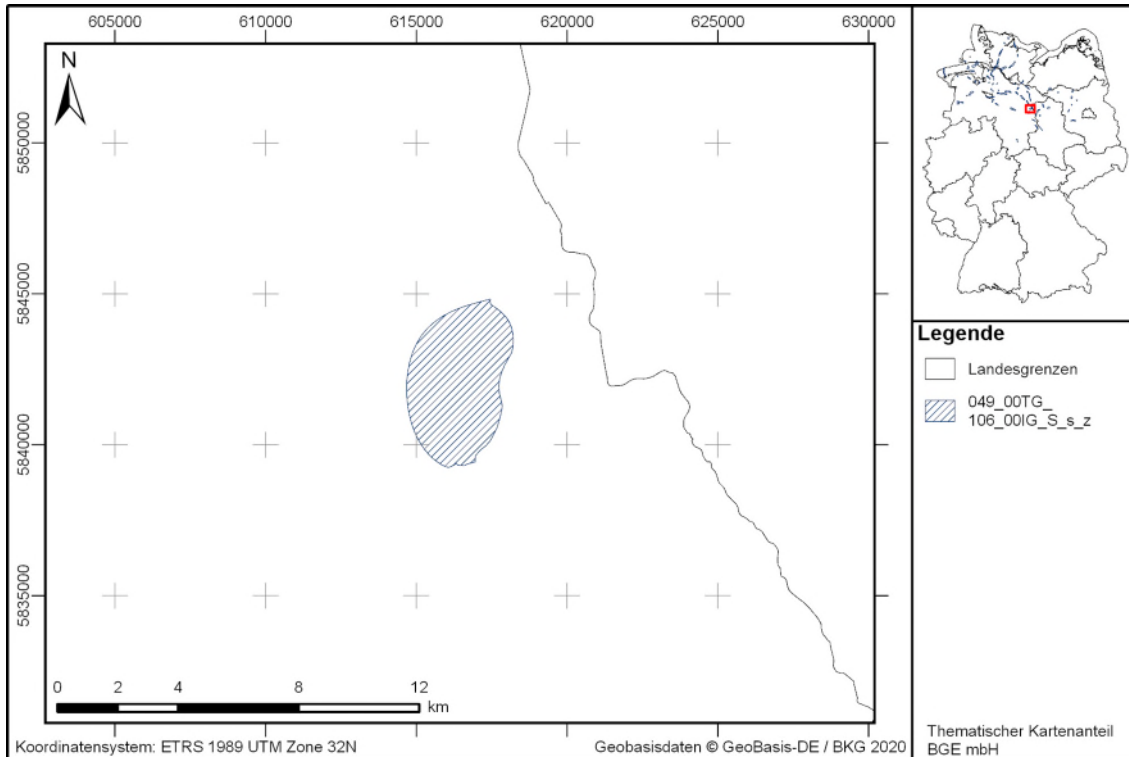 605000 610000 615000 620000 625000 630000
N
5850000
5845000
5840000
5835000
0 2 4 8 12
km
Koordinatensystem: ETRS 1989 UTM Zone 32N
Geobasisdaten © GeoBasis-DE / BKG 2020
Legende
Landesgrenzen
049_00TG_
106_00IG_S_s_z
Thematischer Kartenanteil
BGE mbH